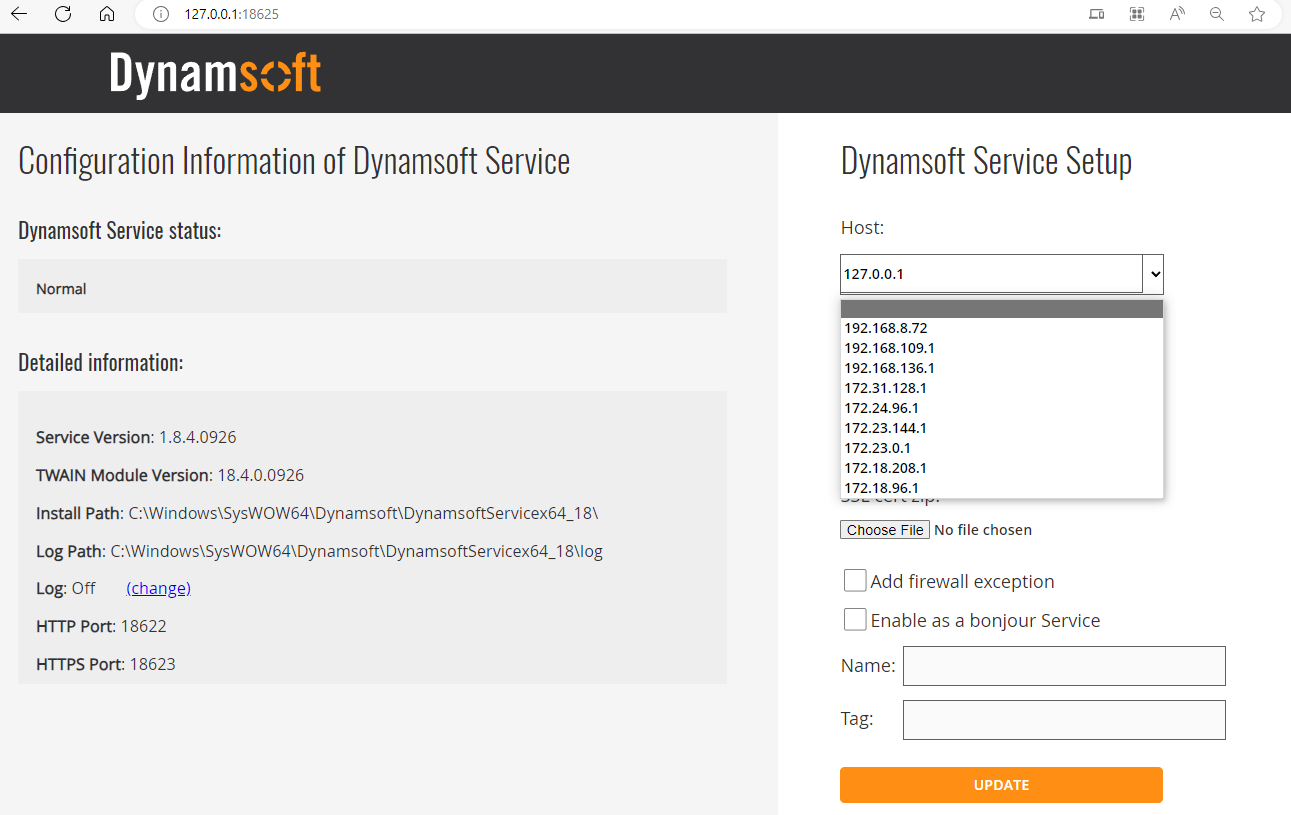 127.0.0.1:18625
Dynamsoft
Configuration Information of Dynamsoft Service
Dynamsoft Service status:
Normal
Detailed information:
Service Version: 1.8.4.0926
TWAIN Module Version: 18.4.0.0926
Install Path: C:\Windows\SysWOW64\Dynamsoft\DynamsoftServicex64_18\
Log Path: C:\Windows\SysWOW64\Dynamsoft\DynamsoftServicex64_18\log
Log: Off (change)
HTTP Port: 18622
HTTPS Port: 18623
Dynamsoft Service Setup
Host:
127.0.0.1
192.168.8.72
192.168.109.1
192.168.136.1
172.31.128.1
172.24.96.1
172.23.144.1
172.23.0.1
172.18.208.1
172.18.96.1
SSL cert zip:
Choose File No file chosen
Add firewall exception
Enable as a bonjour Service
Name:
Tag:
UPDATE